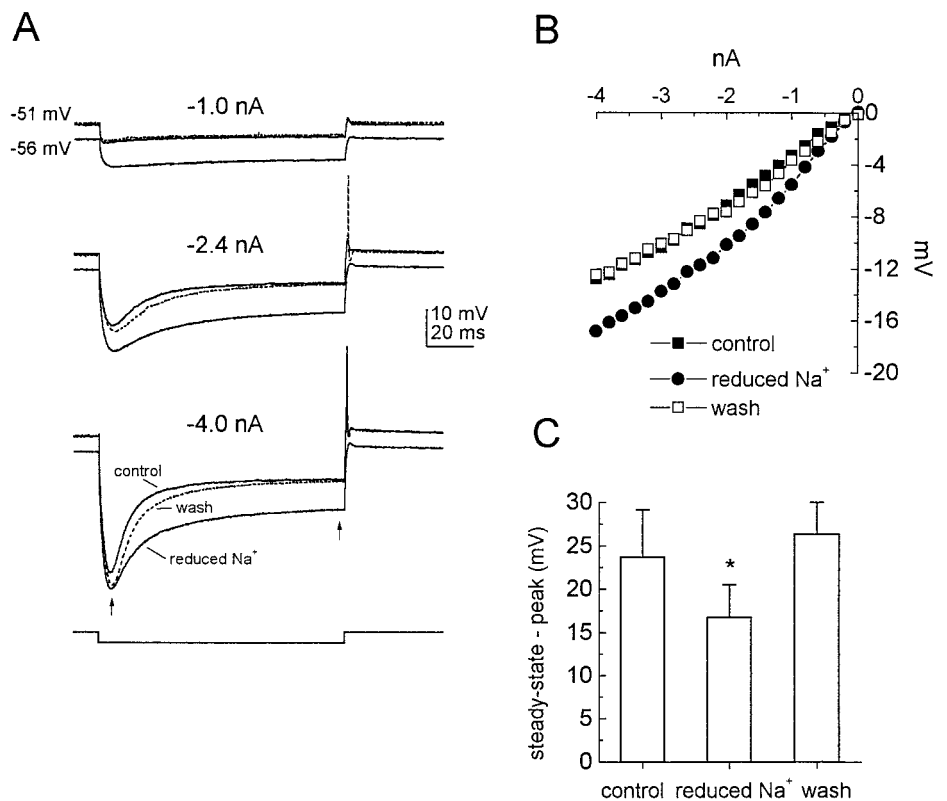 A
-1.0 nA
-51 mV
-56 mV
-2.4 nA
10 mV
20 ms
-4.0 nA
control
wash
reduced Na+
B
nA
-4 -3 -2 -1 0
0
-4
-8
-12
-16
-20
mV
control
reduced Na+
wash
C
30
25
20
15
10
5
0
steady-state - peak (mV)
*
control reduced Na+ wash